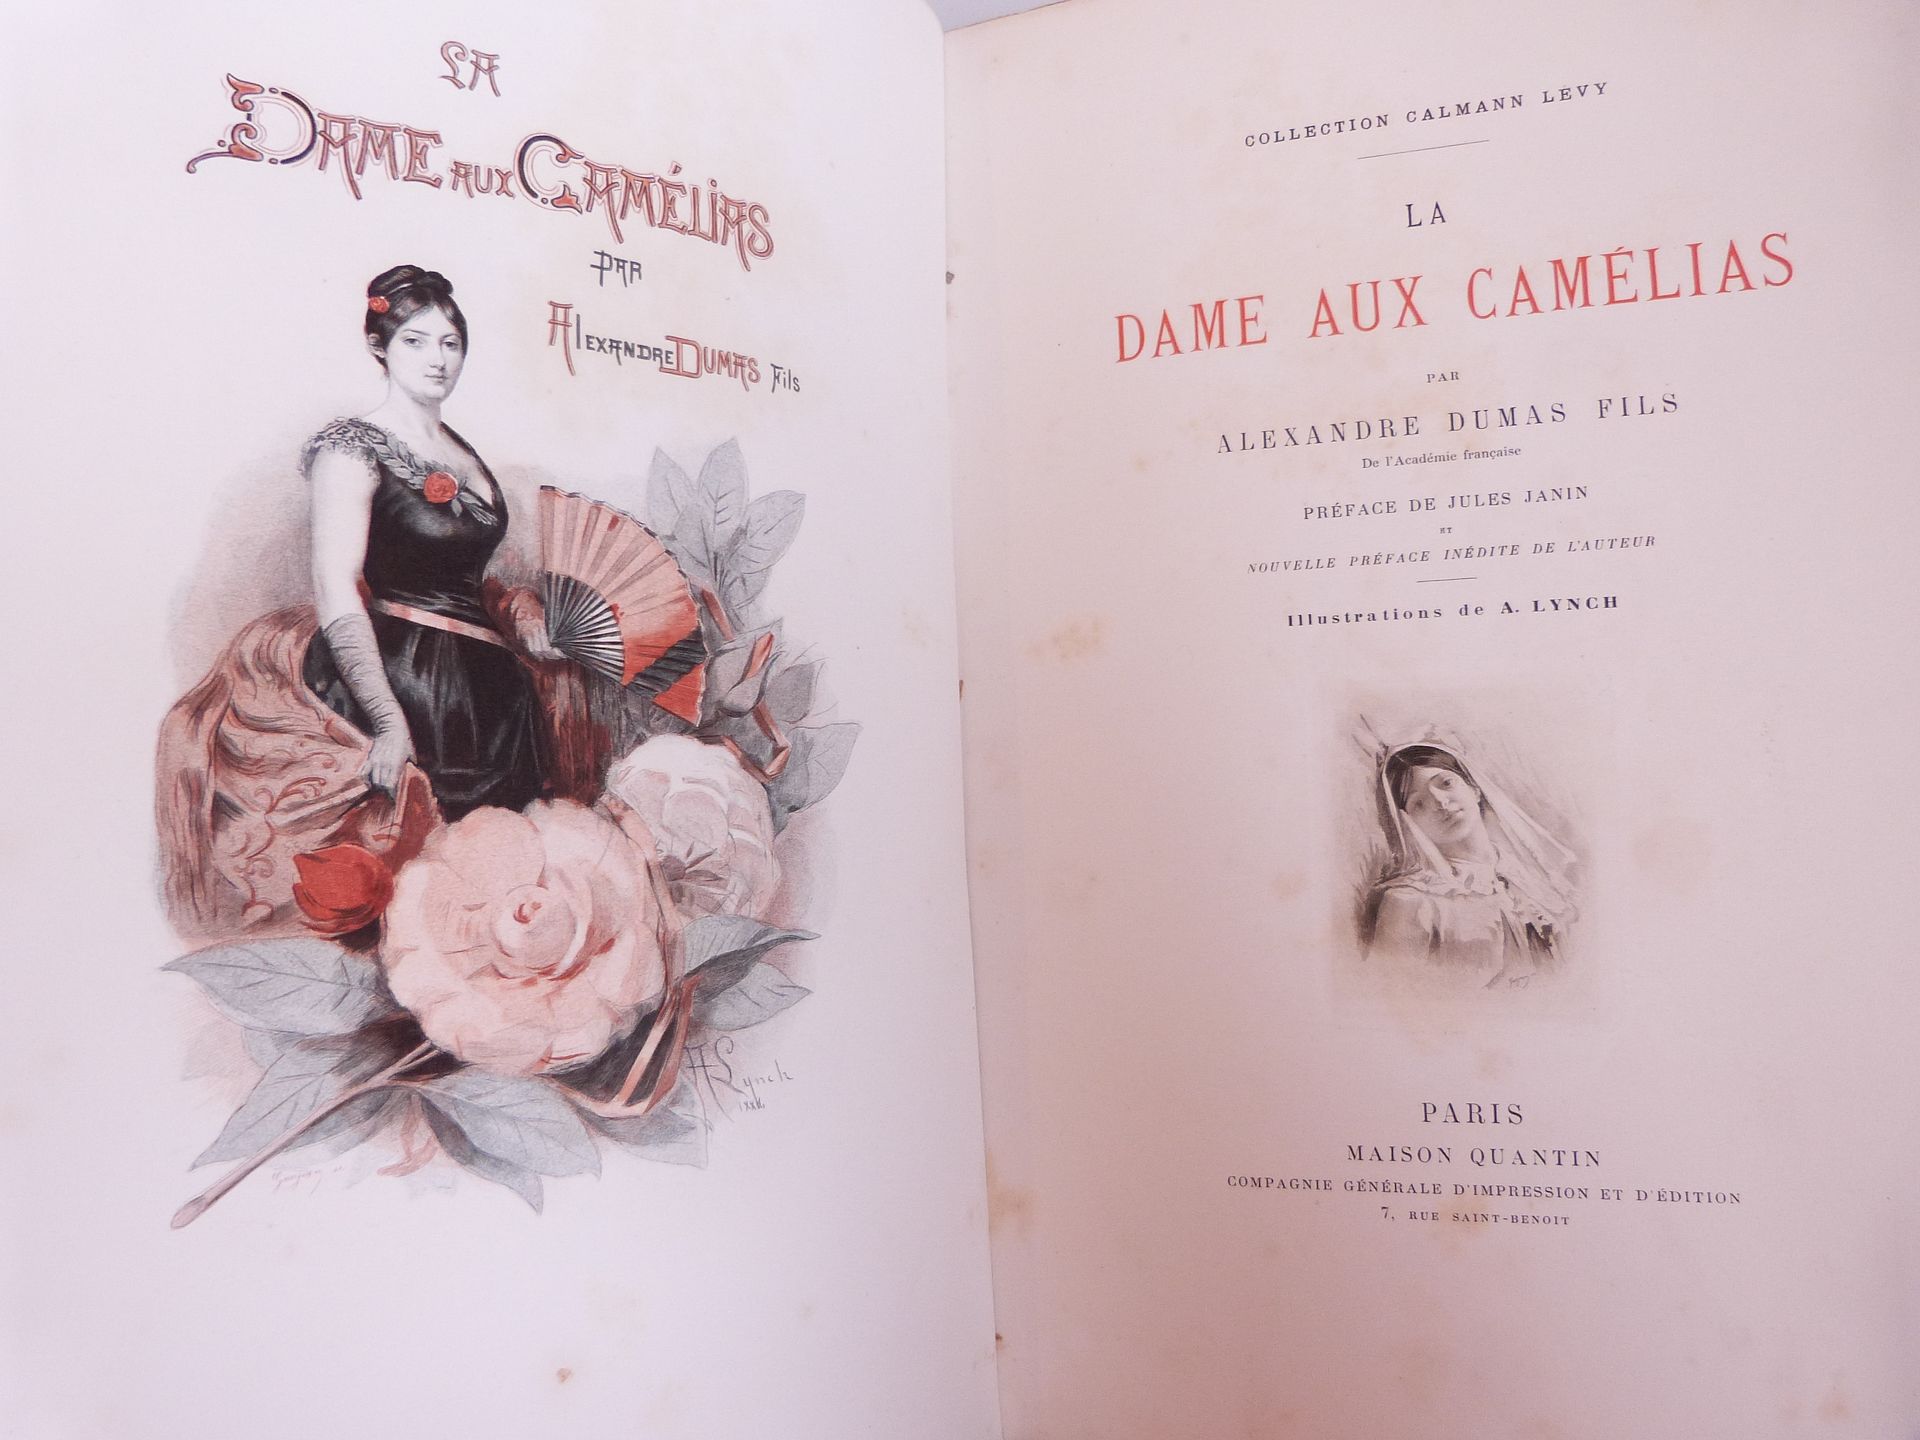 LA
DAME AUX CAMÉLIAS
PAR
ALEXANDRE DUMAS Fils
A Lynch
COLLECTION CALMANN LÉVY
LA
DAME AUX CAMÉLIAS
PAR
ALEXANDRE DUMAS FILS
De l'Académie française
PRÉFACE DE JULES JANIN
ET
NOUVELLE PRÉFACE INÉDITE DE L'AUTEUR
Illustrations de A. LYNCH
PARIS
MAISON QUANTIN
COMPAGNIE GÉNÉRALE D'IMPRESSION ET D'ÉDITION
7, RUE SAINT-BENOIT